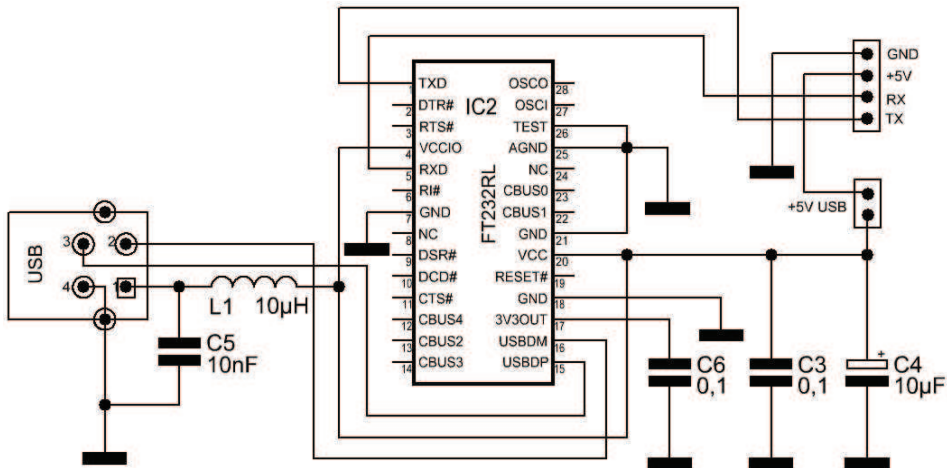 TXD
1
DTR#
2
RTS#
3
VCCIO
4
RXD
5
RI#
6
GND
7
NC
8
DSR#
9
DCD#
10
CTS#
11
CBUS4
12
CBUS2
13
CBUS3
14
IC2
FT232RL
OSCO
28
OSCI
27
TEST
26
AGND
25
NC
24
CBUS0
23
CBUS1
22
GND
21
VCC
20
RESET#
19
GND
18
3V3OUT
17
USBDM
16
USBDP
15
GND
+5V
RX
TX
+5V USB
USB
3
2
4
1
L1
10µH
C5
10nF
C6
0,1
C3
0,1
+
C4
10µF